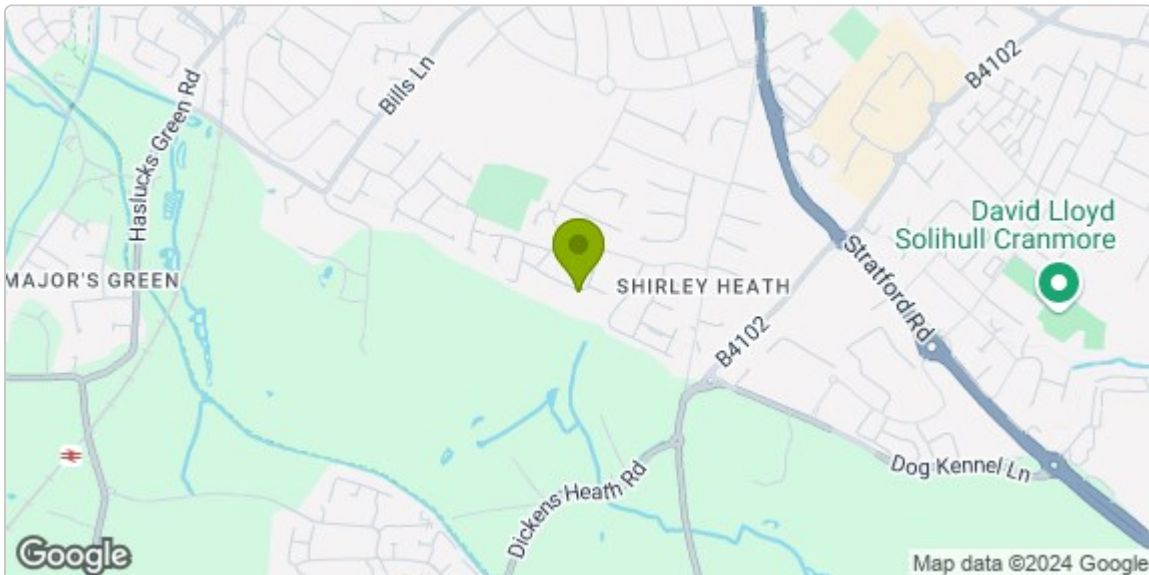 Haslucks Green Rd
Bills Ln
B4102
David Lloyd
Solihull Cranmore
MAJOR'S GREEN
SHIRLEY HEATH
Stratford Rd
B4102
Dog Kennel Ln
Dickens Heath Rd
Google
Map data ©2024 Google